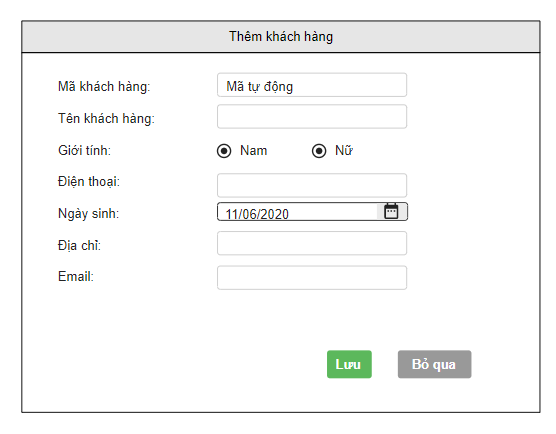 Thêm khách hàng
Mã khách hàng: Mã tự động
Tên khách hàng:
Giới tính: Nam Nữ
Điện thoại:
Ngày sinh: 11/06/2020
Địa chỉ:
Email:
Lưu Bỏ qua